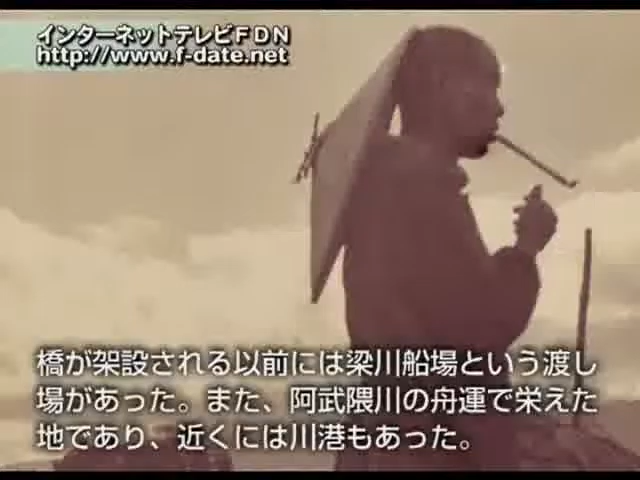 インターネットテレビＦＤＮ
http://www.f-date.net
橋が架設される以前には梁川船場という渡し
場があった。また、阿武隈川の舟運で栄えた
地であり、近くには川港もあった。